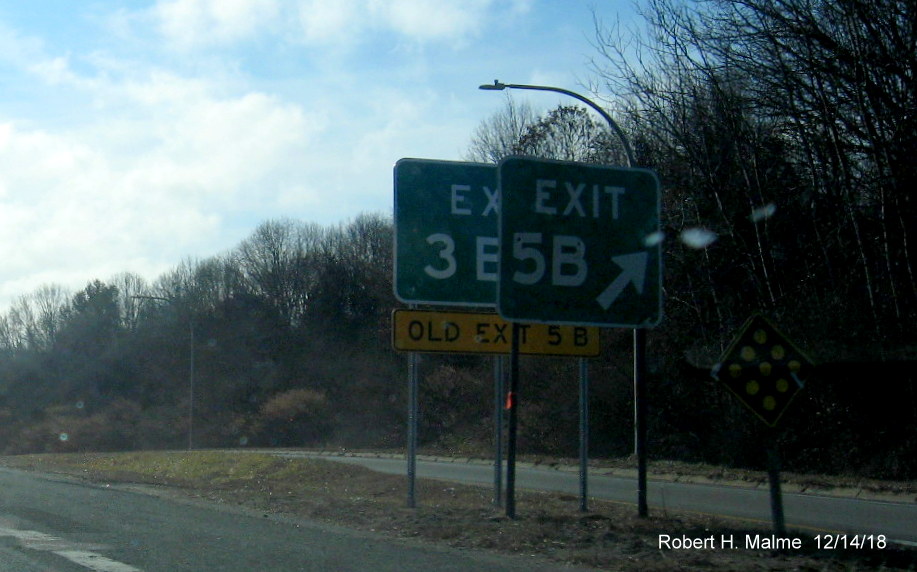 EX
3 E
EXIT
5B
OLD EXIT 5 B
Robert H. Malme 12/14/18